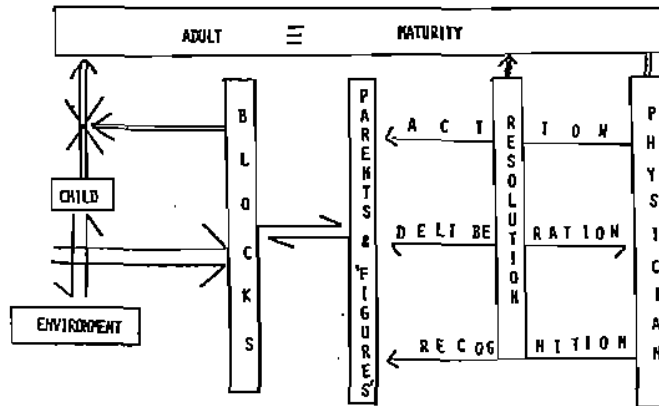 ADULT ≡ MATURITY
BLOCKS
PARENTS & 'FIGURES'
ACTION
RESOLUTION
PHYSICIAN
CHILD
DELIBERATION
ENVIRONMENT
RECOGNITION